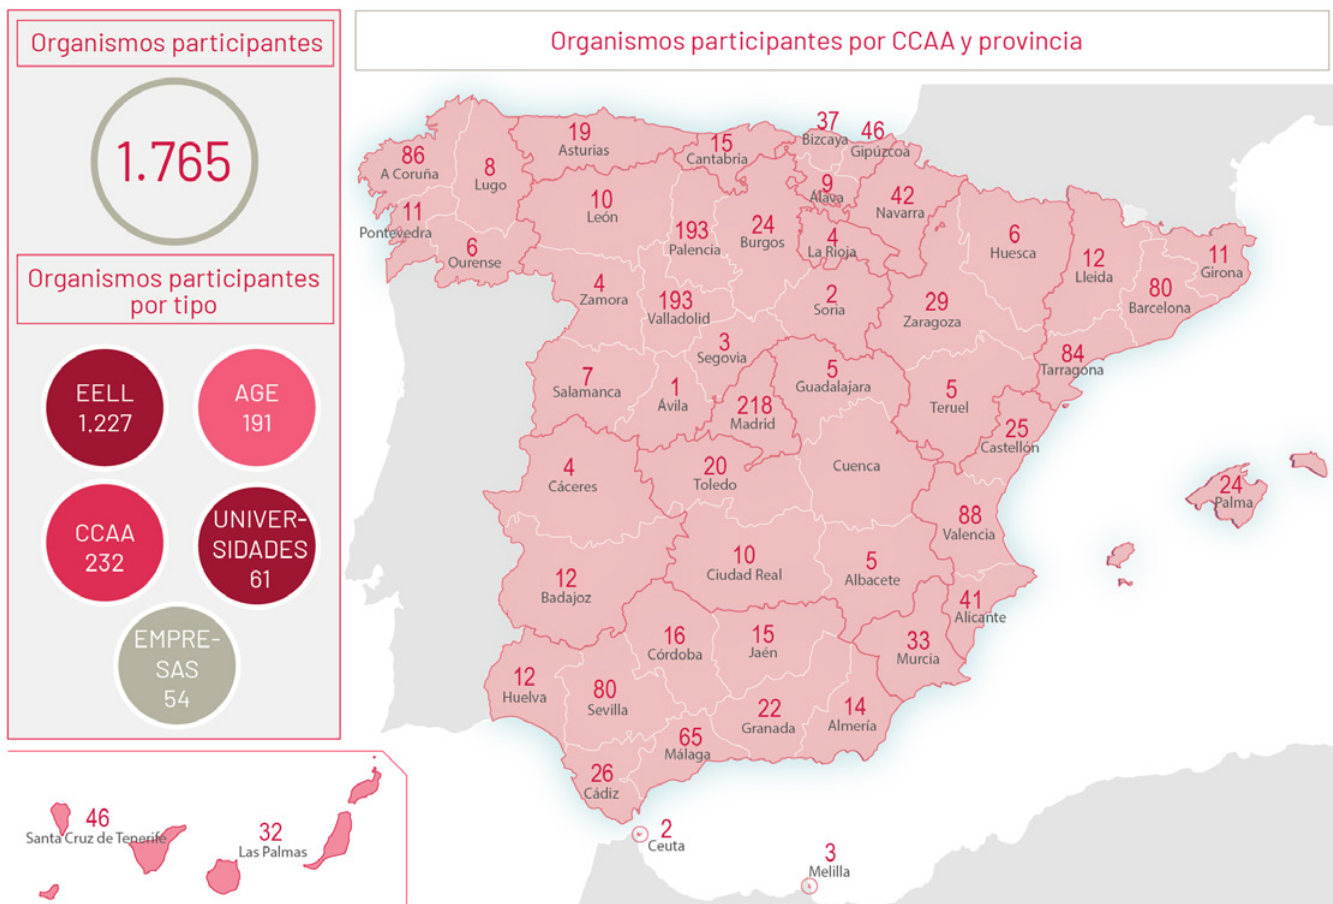 Organismos participantes
1.765
Organismos participantes
por tipo
EELL
1.227
AGE
191
CCAA
232
UNIVER-
SIDADES
61
EMPRE-
SAS
54
Organismos participantes por CCAA y provincia
86
A Coruña
8
Lugo
11
Pontevedra
6
Ourense
19
Asturias
15
Cantabria
37
Bizcaya
46
Gipúzcoa
9
Álava
42
Navarra
10
León
193
Palencia
24
Burgos
4
La Rioja
6
Huesca
12
Lleida
11
Girona
80
Barcelona
4
Zamora
193
Valladolid
2
Soria
29
Zaragoza
84
Tarragona
3
Segovia
7
Salamanca
1
Ávila
218
Madrid
5
Guadalajara
5
Teruel
25
Castellón
4
Cáceres
20
Toledo
Cuenca
88
Valencia
24
Palma
12
Badajoz
10
Ciudad Real
5
Albacete
41
Alicante
16
Córdoba
15
Jaén
33
Murcia
12
Huelva
80
Sevilla
22
Granada
14
Almería
65
Málaga
26
Cádiz
2
Ceuta
3
Melilla
46
Santa Cruz de Tenerife
32
Las Palmas